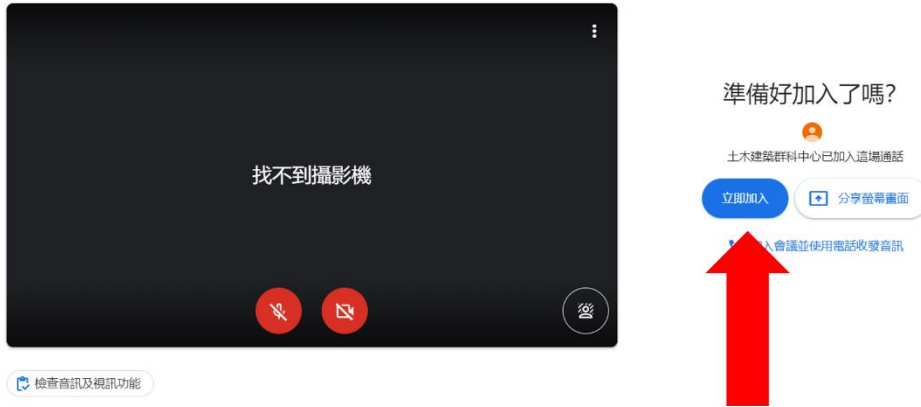 找不到攝影機
檢查音訊及視訊功能
準備好加入了嗎?
土木建築群科中心已加入這場通話
立即加入
分享螢幕畫面
入會議並使用電話收發音訊